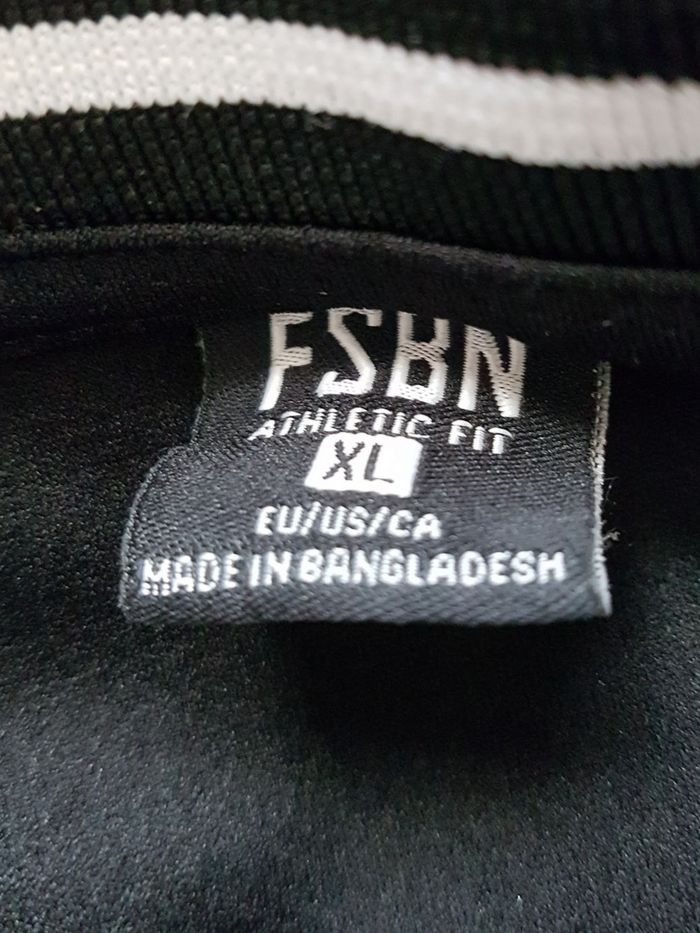 FSBN
ATHLETIC FIT
XL
EU/US/CA
MADE IN BANGLADESH